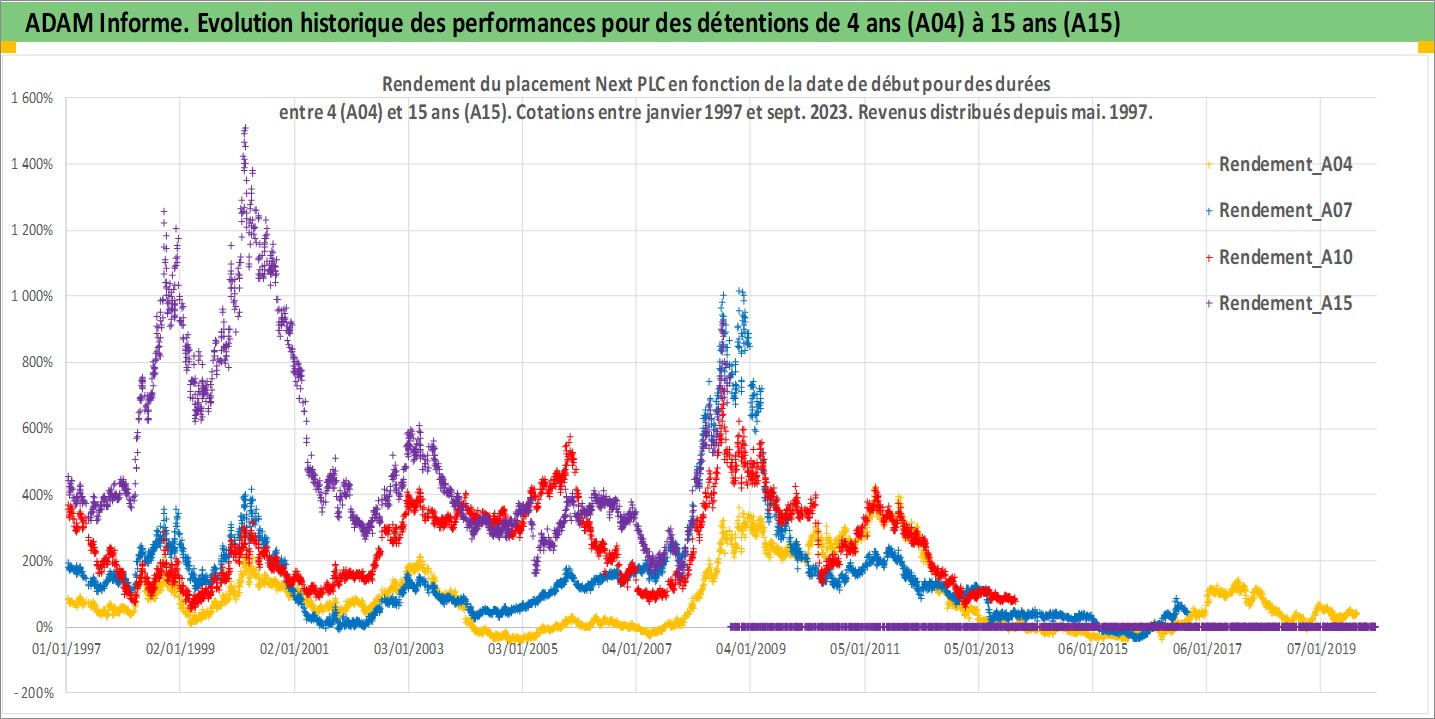 ADAM Informe. Evolution historique des performances pour des détentions de 4 ans (A04) à 15 ans (A15)
Rendement du placement Next PLC en fonction de la date de début pour des durées
entre 4 (A04) et 15 ans (A15). Cotations entre janvier 1997 et sept. 2023. Revenus distribués depuis mai. 1997.
1 600%
1 400%
1 200%
1 000%
800%
600%
400%
200%
0%
- 200%
Rendement_A04
Rendement_A07
Rendement_A10
Rendement_A15
01/01/1997 02/01/1999 02/01/2001 03/01/2003 03/01/2005 04/01/2007 04/01/2009 05/01/2011 05/01/2013 06/01/2015 06/01/2017 07/01/2019